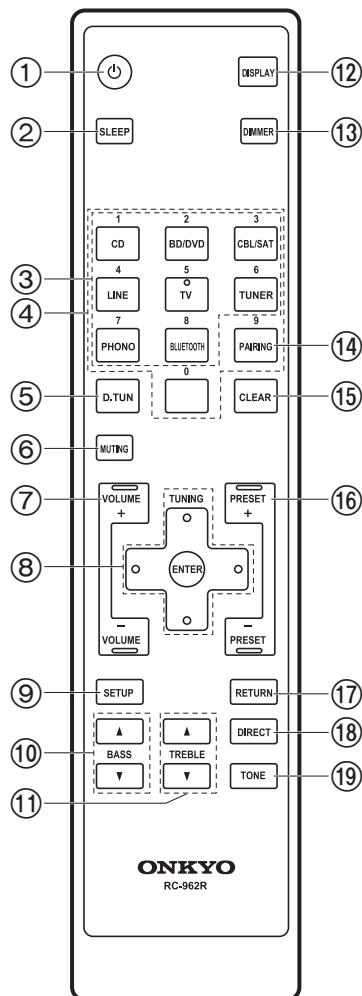 ① ⑫ DISPLAY
② SLEEP DIMMER ⑬
1 2 3
CD BD/DVD CBL/SAT
③ 4 5 6
④ LINE TV TUNER
7 8 9
PHONO BLUETOOTH PAIRING ⑭
0
⑤ D.TUN CLEAR ⑮
⑥ MUTING
⑦ VOLUME TUNING PRESET ⑯
+ +
⑧ ENTER
– –
VOLUME PRESET
⑨ SETUP RETURN ⑰
⑩ ▲ ▲ DIRECT ⑱
BASS TREBLE
▼ ▼ TONE ⑲
⑪
ONKYO
RC-962R